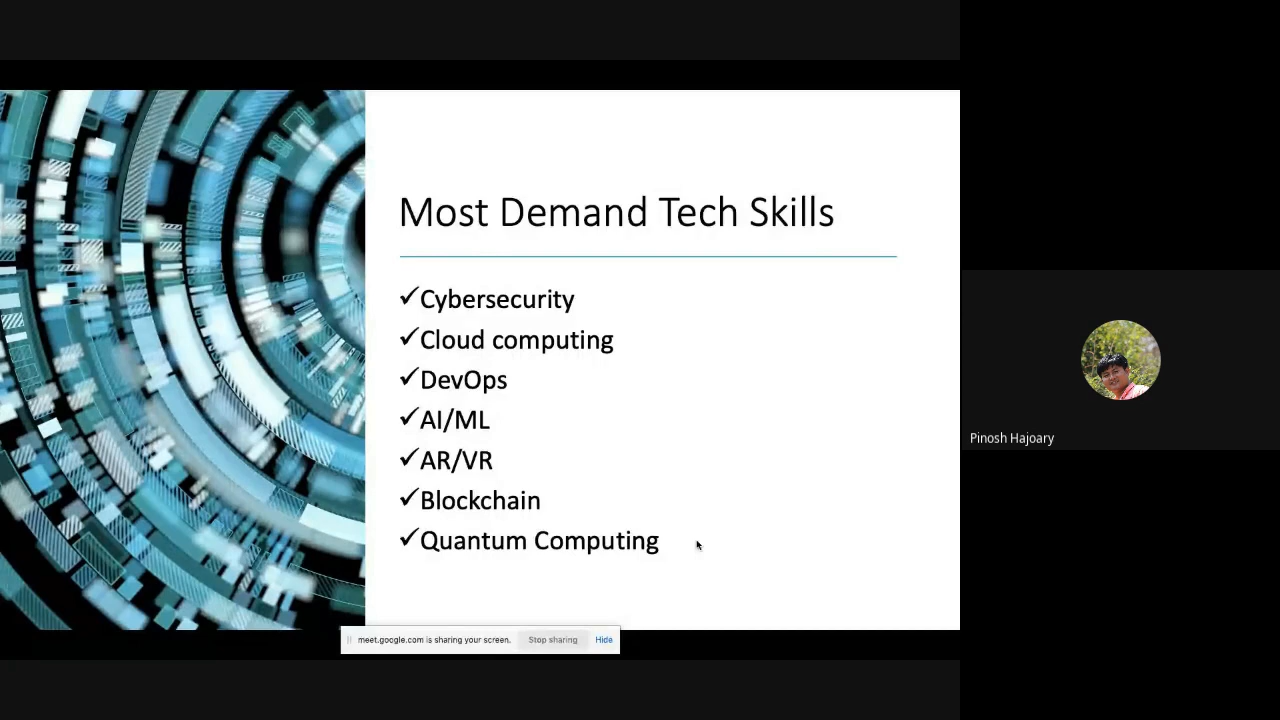 Most Demand Tech Skills
✓Cybersecurity
✓Cloud computing
✓DevOps
✓AI/ML
✓AR/VR
✓Blockchain
✓Quantum Computing
Pinosh Hajoary
meet.google.com is sharing your screen. Stop sharing Hide